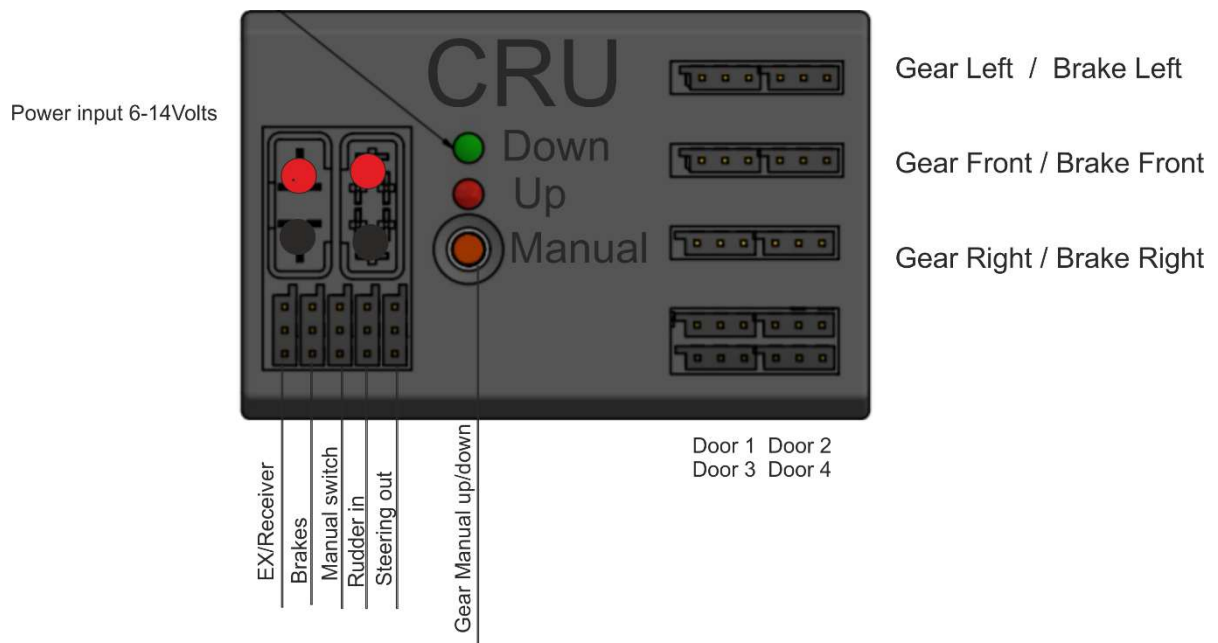 CRU
Down
Up
Manual
Power input 6-14Volts
Gear Left / Brake Left
Gear Front / Brake Front
Gear Right / Brake Right
Door 1 Door 2
Door 3 Door 4
EX/Receiver
Brakes
Manual switch
Rudder in
Steering out
Gear Manual up/down